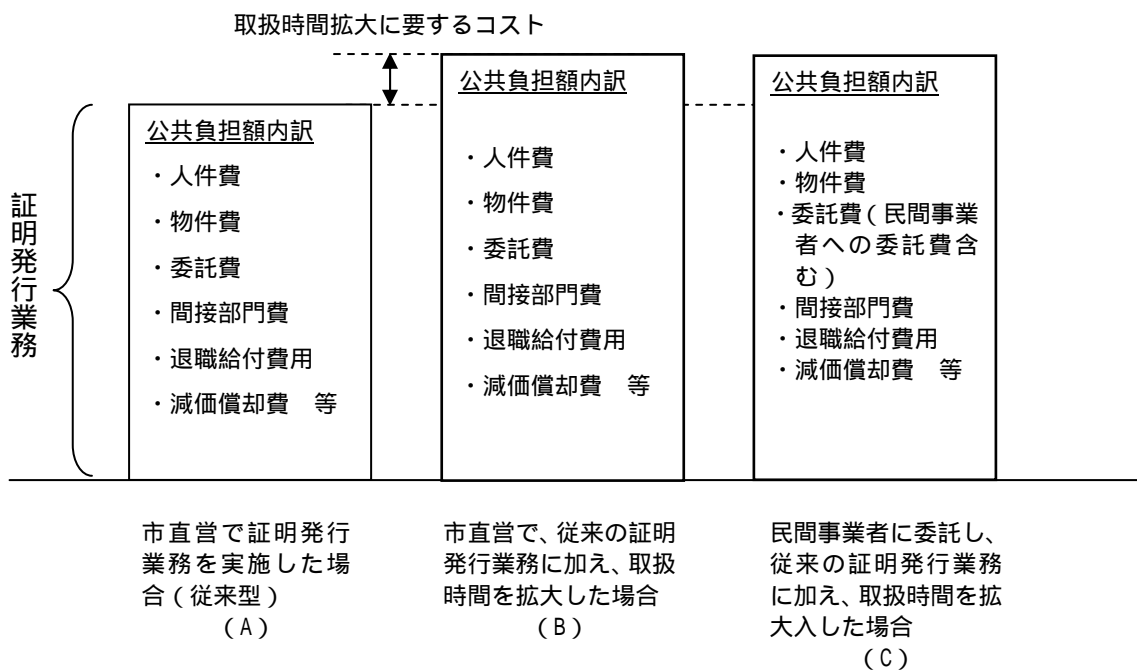 取扱時間拡大に要するコスト
証明発行業務
公共負担額内訳
・人件費
・物件費
・委託費
・間接部門費
・退職給付費用
・減価償却費　等
公共負担額内訳
・人件費
・物件費
・委託費
・間接部門費
・退職給付費用
・減価償却費　等
公共負担額内訳
・人件費
・物件費
・委託費(民間事業
者への委託費含
む)
・間接部門費
・退職給付費用
・減価償却費　等
市直営で証明発行
業務を実施した場
合(従来型)
(A)
市直営で、従来の証明
発行業務に加え、取扱
時間を拡大した場合
(B)
民間事業者に委託し、
従来の証明発行業務
に加え、取扱時間を拡
大入した場合
(C)